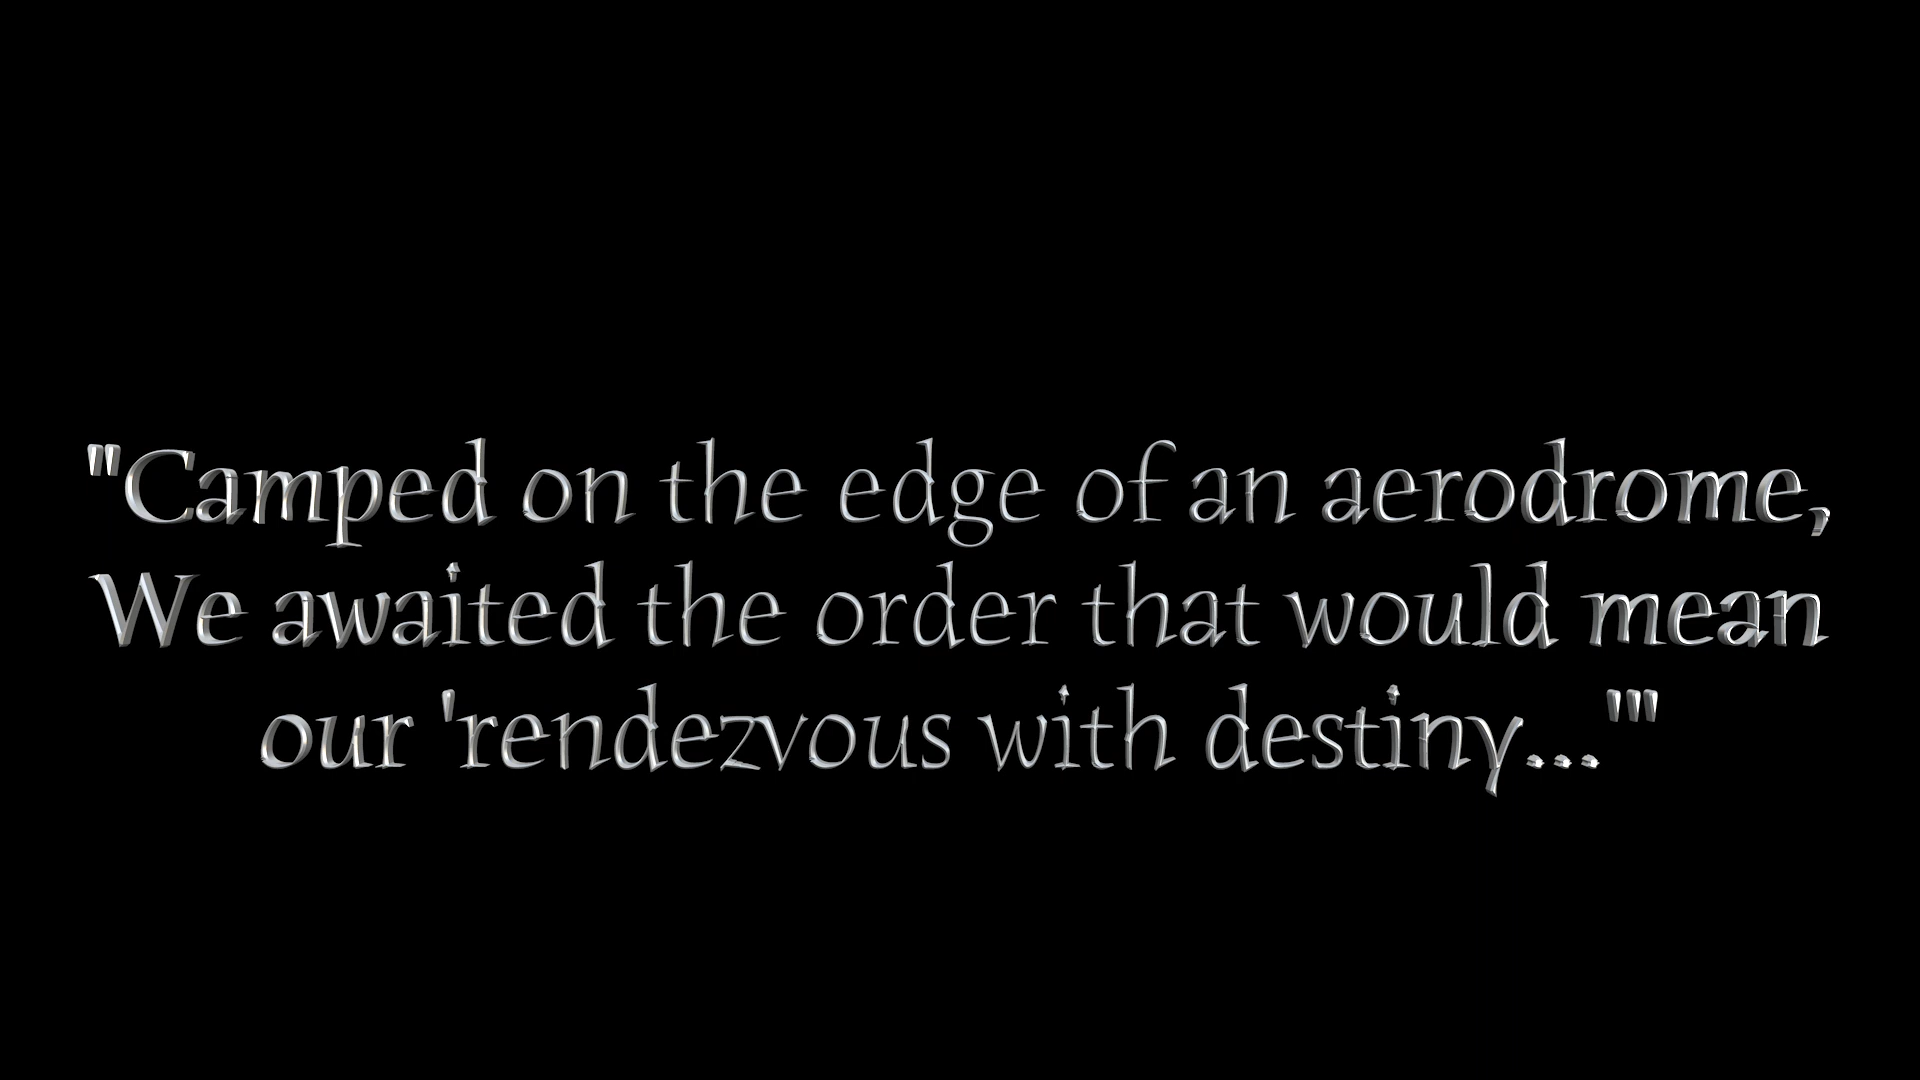 "Camped on the edge of an aerodrome,
We awaited the order that would mean
our 'rendezvous with destiny...'"